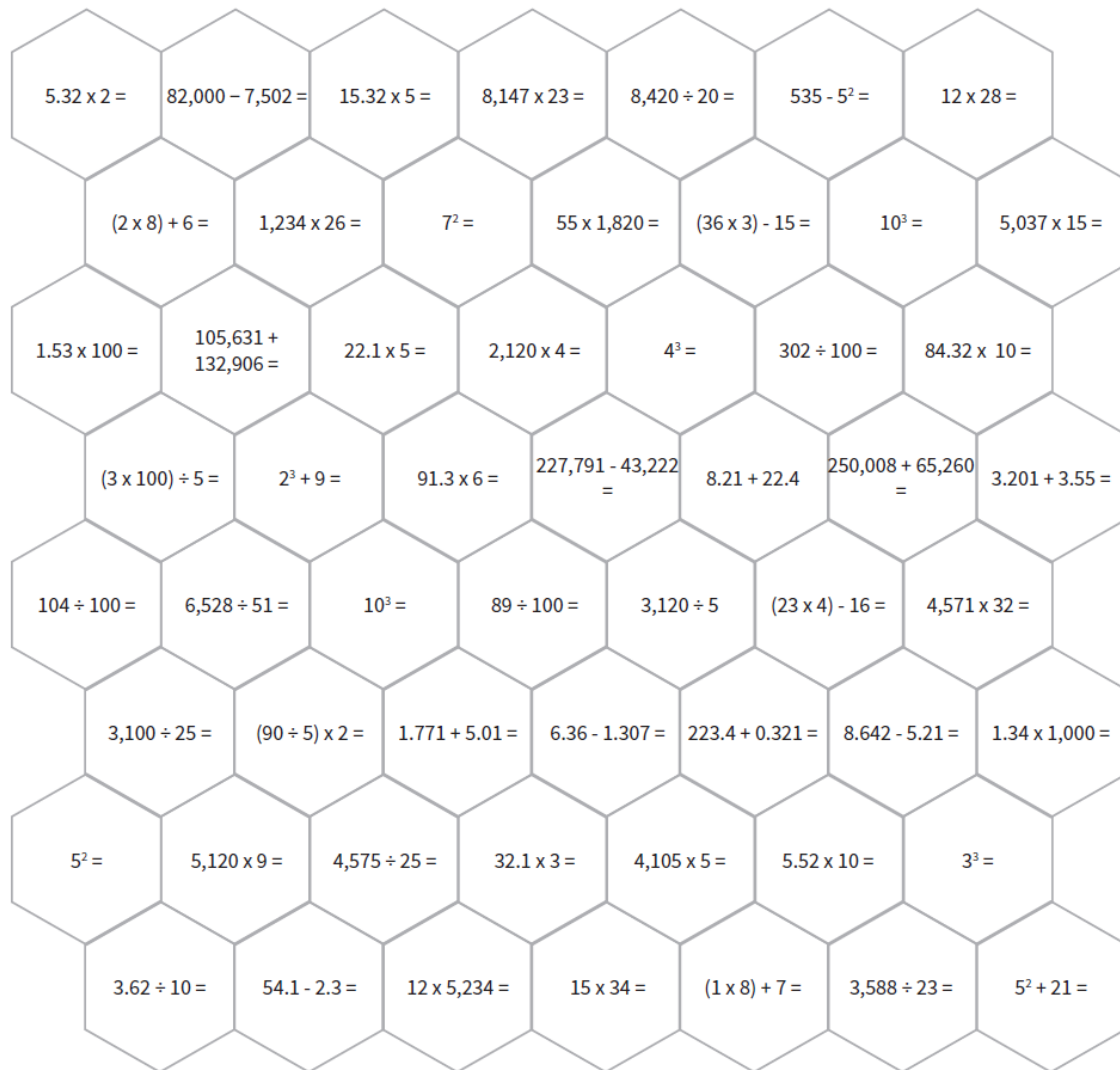 5.32 x 2 =
82,000 – 7,502 =
15.32 x 5 =
8,147 x 23 =
8,420 ÷ 20 =
535 - 5² =
12 x 28 =
(2 x 8) + 6 =
1,234 x 26 =
7² =
55 x 1,820 =
(36 x 3) - 15 =
10³ =
5,037 x 15 =
1.53 x 100 =
105,631 +
132,906 =
22.1 x 5 =
2,120 x 4 =
4³ =
302 ÷ 100 =
84.32 x  10 =
(3 x 100) ÷ 5 =
2³ + 9 =
91.3 x 6 =
227,791 - 43,222
=
8.21 + 22.4
250,008 + 65,260
=
3.201 + 3.55 =
104 ÷ 100 =
6,528 ÷ 51 =
10³ =
89 ÷ 100 =
3,120 ÷ 5
(23 x 4) - 16 =
4,571 x 32 =
3,100 ÷ 25 =
(90 ÷ 5) x 2 =
1.771 + 5.01 =
6.36 - 1.307 =
223.4 + 0.321 =
8.642 - 5.21 =
1.34 x 1,000 =
5² =
5,120 x 9 =
4,575 ÷ 25 =
32.1 x 3 =
4,105 x 5 =
5.52 x 10 =
3³ =
3.62 ÷ 10 =
54.1 - 2.3 =
12 x 5,234 =
15 x 34 =
(1 x 8) + 7 =
3,588 ÷ 23 =
5² + 21 =